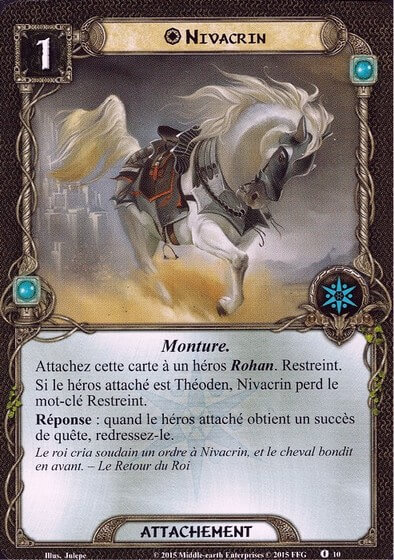 1
Nivacrin
Monture.
Attachez cette carte à un héros Rohan. Restreint.
Si le héros attaché est Théoden, Nivacrin perd le
mot-clé Restreint.
Réponse : quand le héros attaché obtient un succès
de quête, redressez-le.
Le roi cria soudain un ordre à Nivacrin, et le cheval bondit
en avant. – Le Retour du Roi
ATTACHEMENT
Illus. Julepe © 2015 Middle-earth Enterprises © 2015 FFG 10